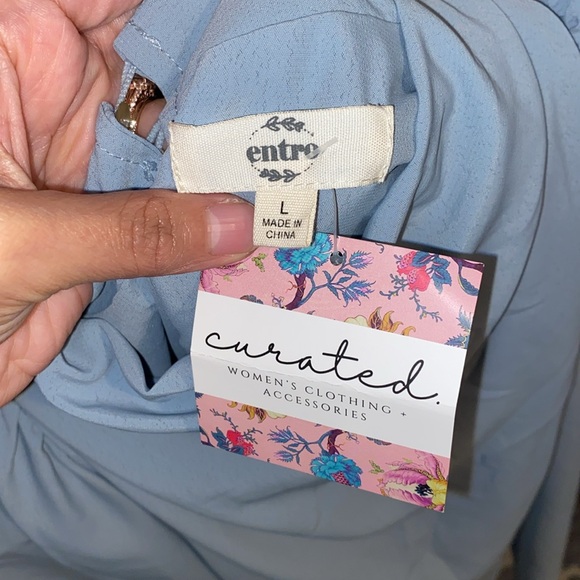 entro
L
MADE IN
CHINA
curated.
WOMEN'S CLOTHING +
ACCESSORIES